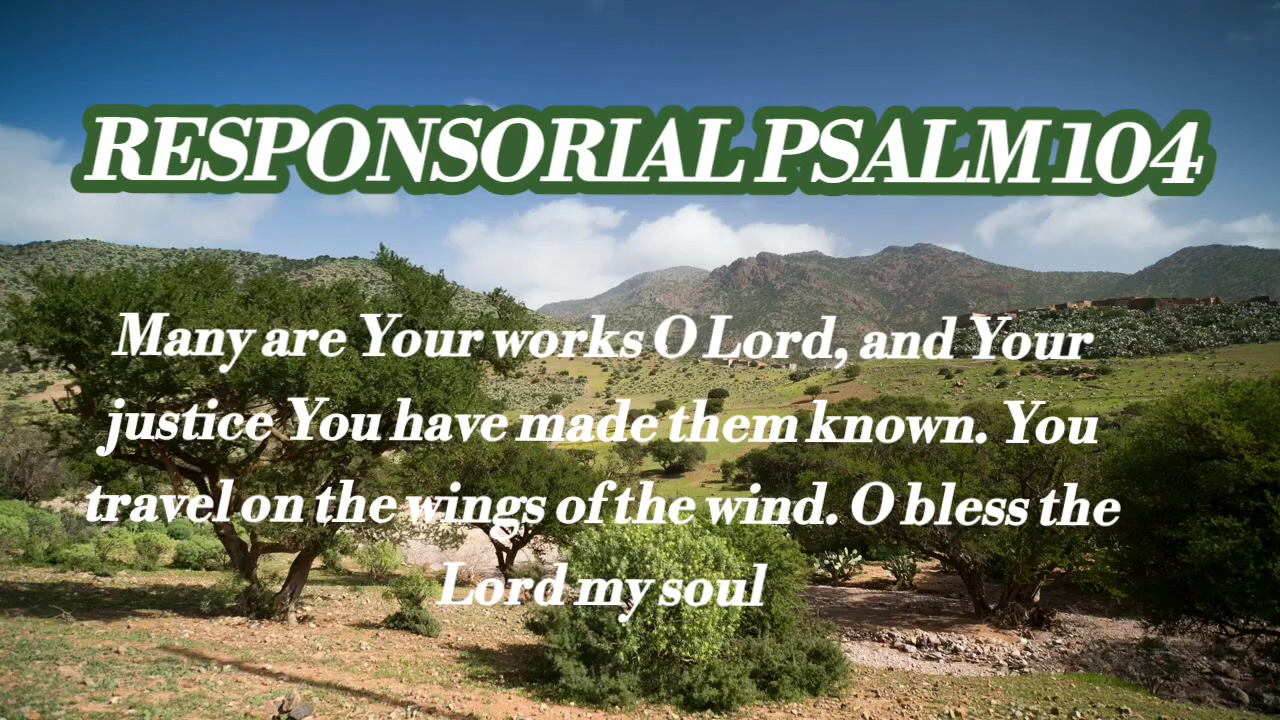 RESPONSORIAL PSALM 104
Many are Your works O Lord, and Your
justice You have made them known. You
travel on the wings of the wind. O bless the
Lord my soul